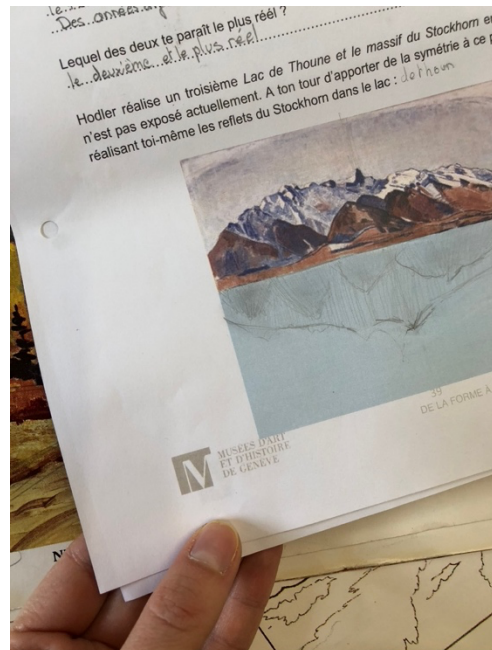 Des années
Lequel des deux te paraît le plus réel ?
le deuxième et le plus réel
Hodler réalise un troisième Lac de Thoune et le massif du Stockhorn
n'est pas exposé actuellement. A ton tour d'apporter de la symétrie à ce
réalisant toi-même les reflets du Stockhorn dans le lac :
39
DE LA FORME À
M
MUSÉES D'ART
ET D'HISTOIRE
DE GENÈVE